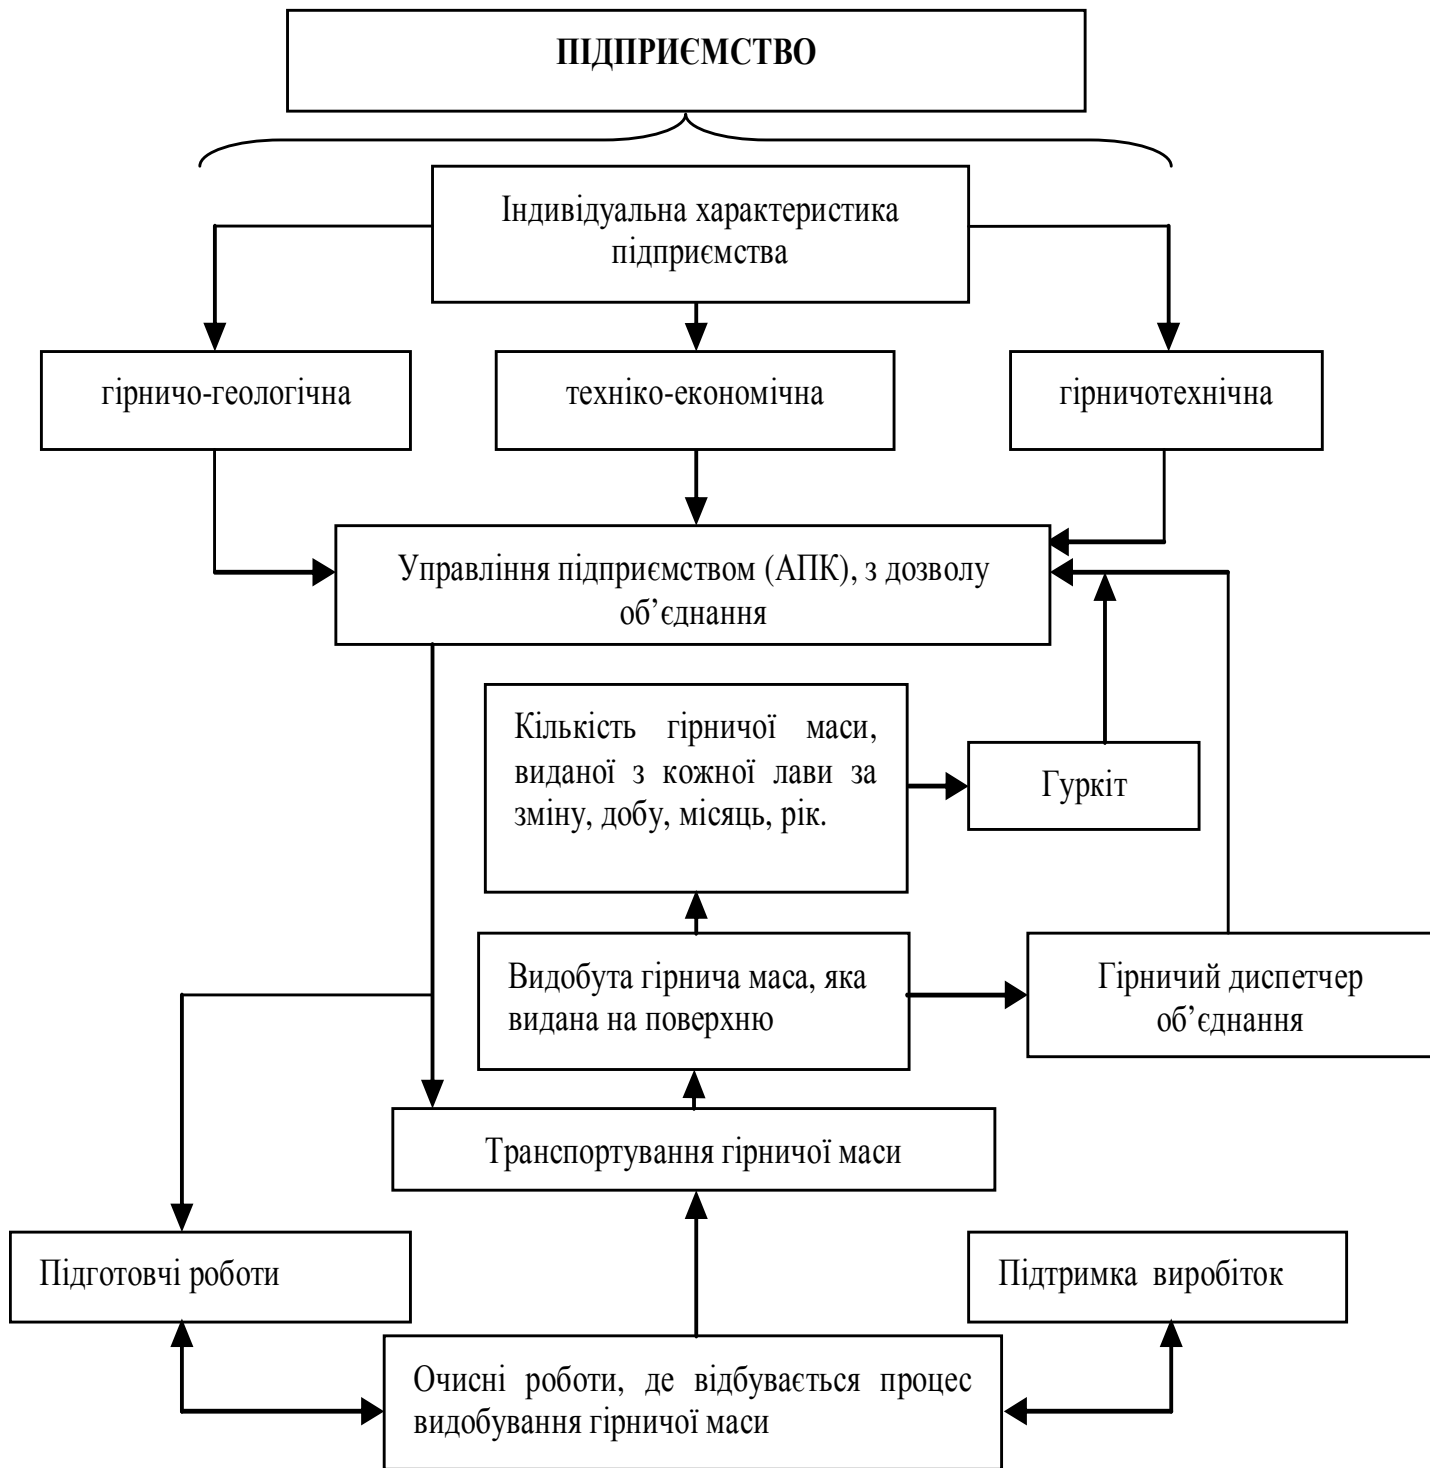 ПІДПРИЄМСТВО
Індивідуальна характеристика
підприємства
гірничо-геологічна
техніко-економічна
гірничотехнічна
Управління підприємством (АПК), з дозволу
об’єднання
Кількість гірничої маси,
виданої з кожної лави за
зміну, добу, місяць, рік.
Гуркіт
Видобута гірнича маса, яка
видана на поверхню
Гірничий диспетчер
об’єднання
Транспортування гірничої маси
Підготовчі роботи
Підтримка виробіток
Очисні роботи, де відбувається процес
видобування гірничої маси